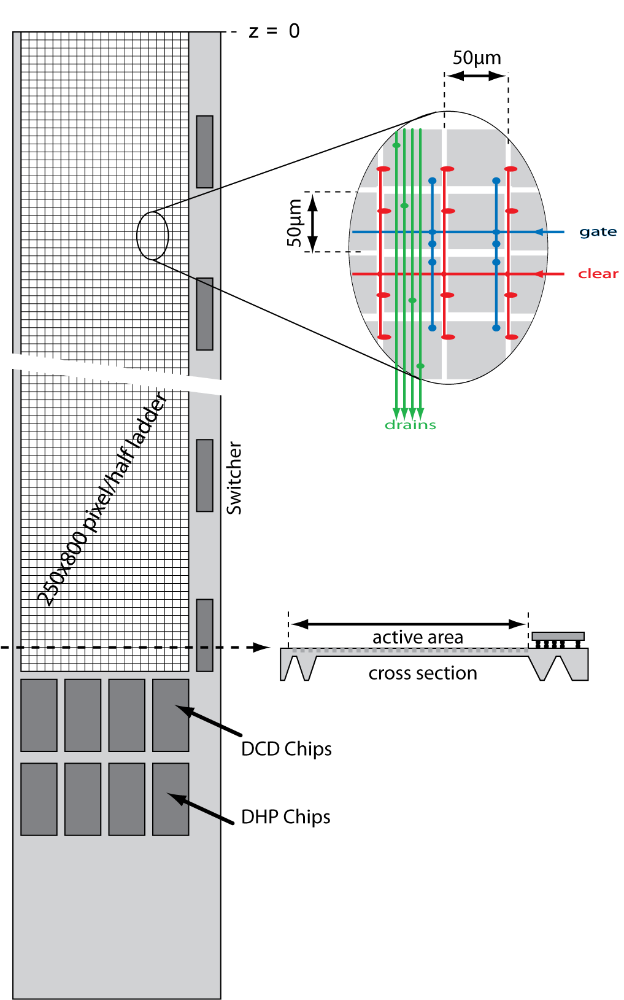 z = 0
50µm
50µm
gate
clear
drains
250x800 pixel/half ladder
Switcher
active area
cross section
DCD Chips
DHP Chips